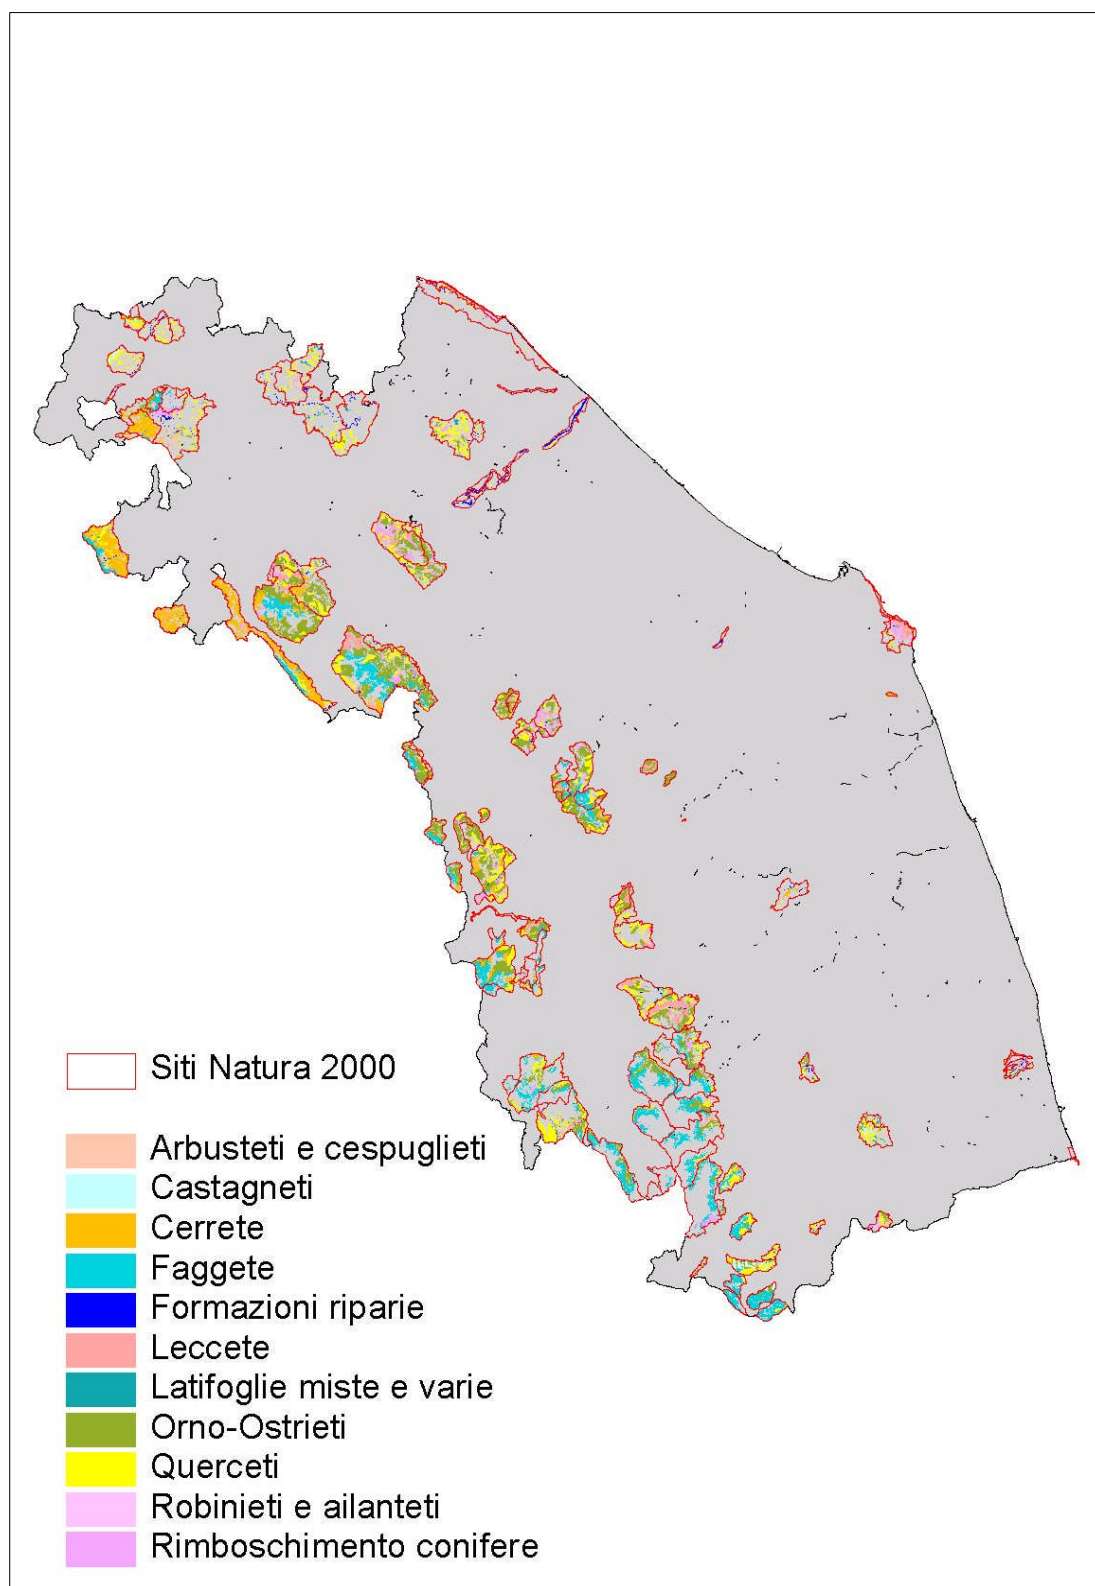 Siti Natura 2000
Arbusteti e cespuglieti
Castagneti
Cerrete
Faggete
Formazioni riparie
Leccete
Latifoglie miste e varie
Orno-Ostrieti
Querceti
Robinieti e ailanteti
Rimboschimento conifere